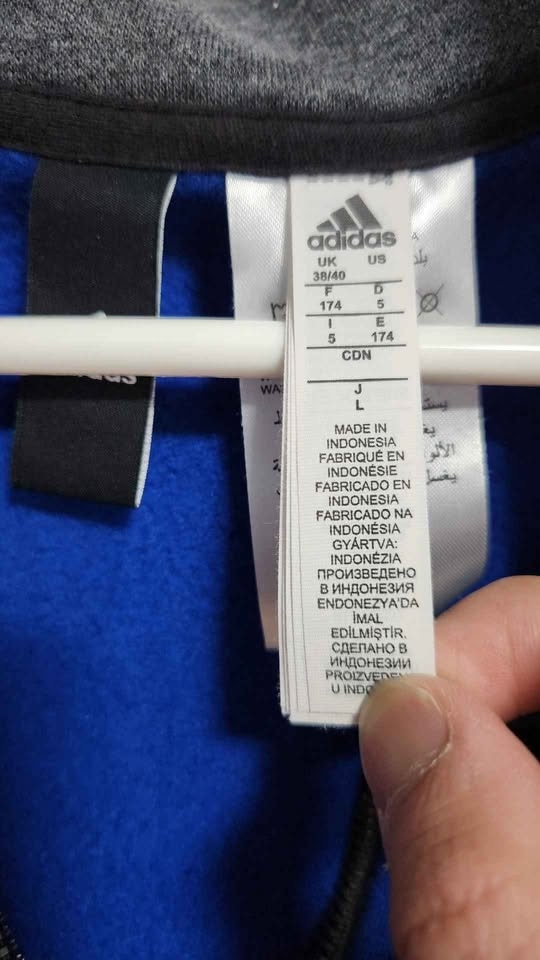 adidas
UK US
38/40
F D
174 5
I E
5 174
CDN
J
L
MADE IN
INDONESIA
FABRIQUÉ EN
INDONÉSIE
FABRICADO EN
INDONESIA
FABRICADO NA
INDONÉSIA
GYÁRTVA:
INDONÉZIA
ПРОИЗВЕДЕНО
В ИНДОНЕЗИЯ
ENDONEZYA'DA
İMAL
EDİLMİŞTİR.
СДЕЛАНО В
ИНДОНЕЗИИ